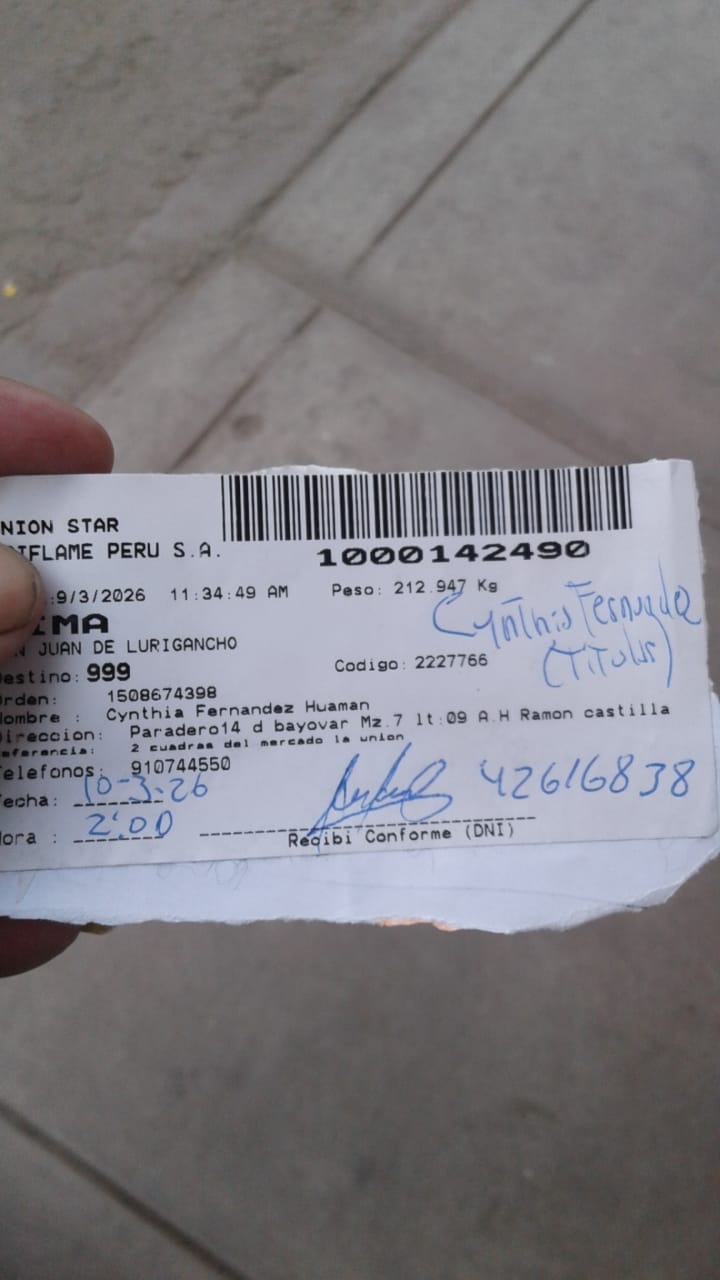 NION STAR
IFLAME PERU S.A.
1000142490
:9/3/2026 11:34:49 AM Peso: 212.947 Kg
IMA
N JUAN DE LURIGANCHO
Cynthia Fernandez
(Titular)
estino: 999 Codigo: 2227766
rden: 1508674398
ombre : Cynthia Fernandez Huaman
ireccion: Paradero14 d bayovar Mz.7 lt:09 A.H Ramon castilla
eferencia: 2 cuadras del mercado la union
elefonos: 910744550
echa: 10-3-26
42616838
ora : 2:00
Recibi Conforme (DNI)